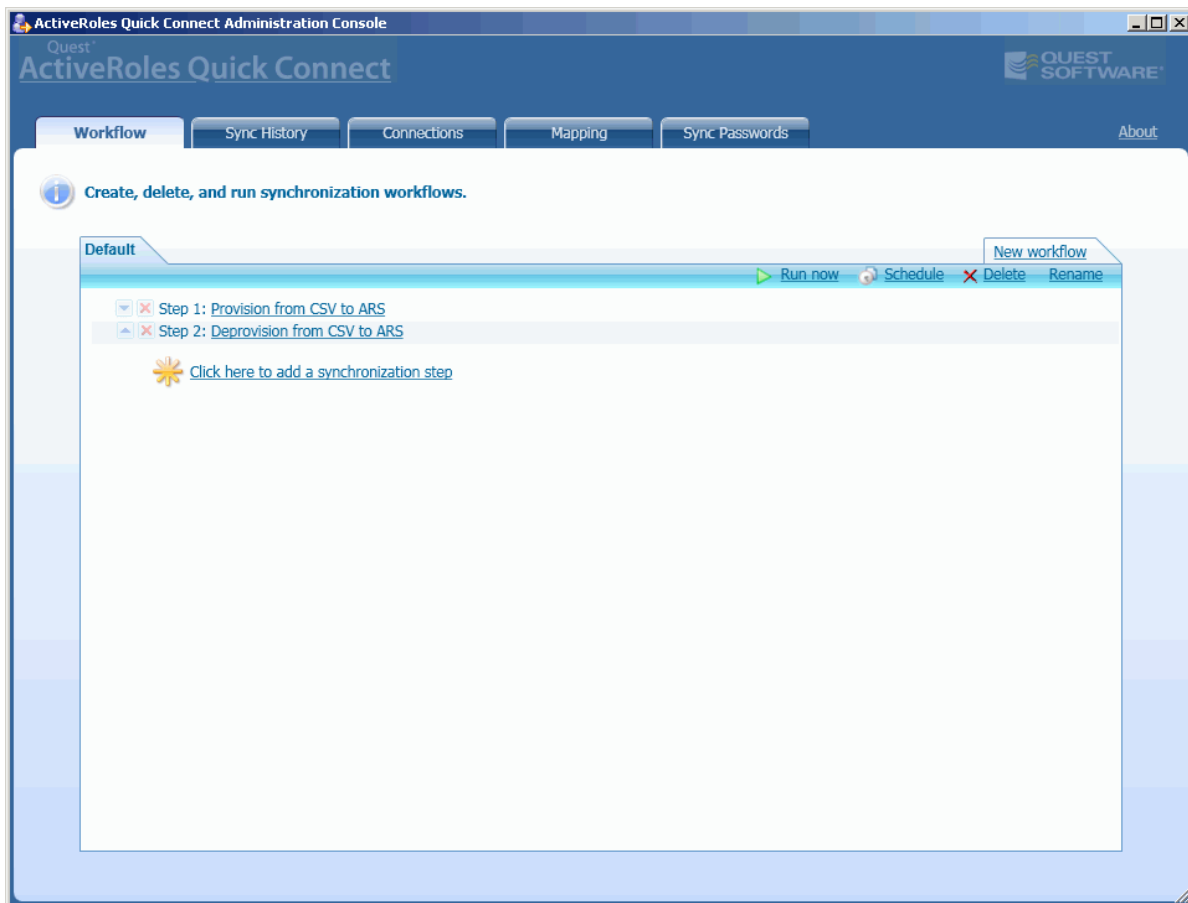 ActiveRoles Quick Connect Administration Console
Quest*
ActiveRoles Quick Connect
QUEST
SOFTWARE*
Workflow Sync History Connections Mapping Sync Passwords About
Create, delete, and run synchronization workflows.
Default New workflow
Run now Schedule Delete Rename
Step 1: Provision from CSV to ARS
Step 2: Deprovision from CSV to ARS
Click here to add a synchronization step